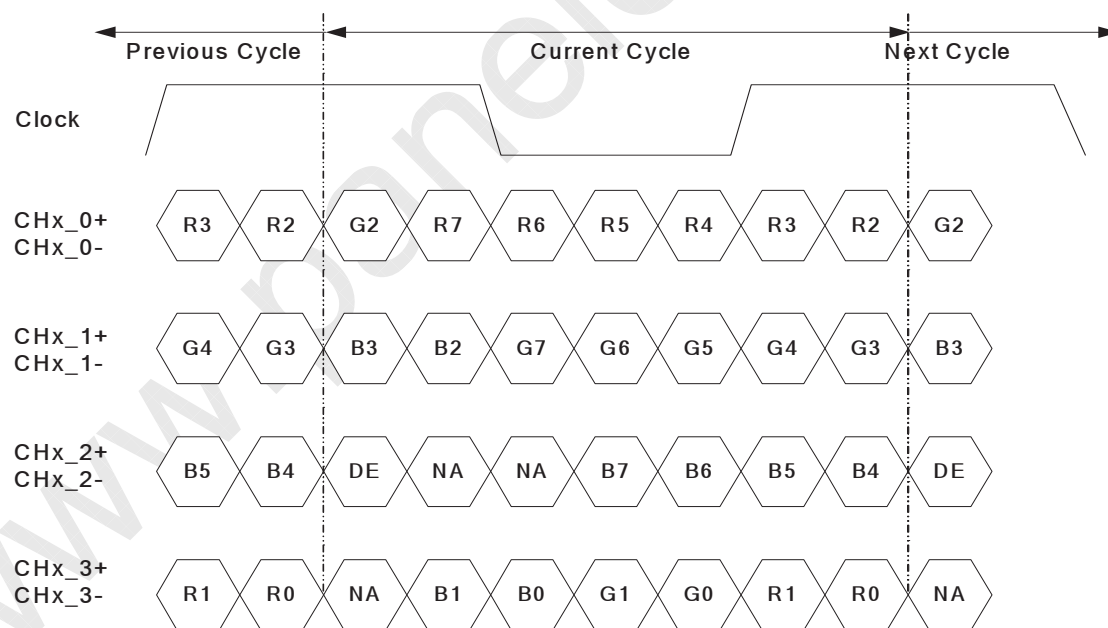 Previous Cycle Current Cycle Next Cycle
Clock
CHx_0+
CHx_0-
R3 R2 G2 R7 R6 R5 R4 R3 R2 G2
CHx_1+
CHx_1-
G4 G3 B3 B2 G7 G6 G5 G4 G3 B3
CHx_2+
CHx_2-
B5 B4 DE NA NA B7 B6 B5 B4 DE
CHx_3+
CHx_3-
R1 R0 NA B1 B0 G1 G0 R1 R0 NA